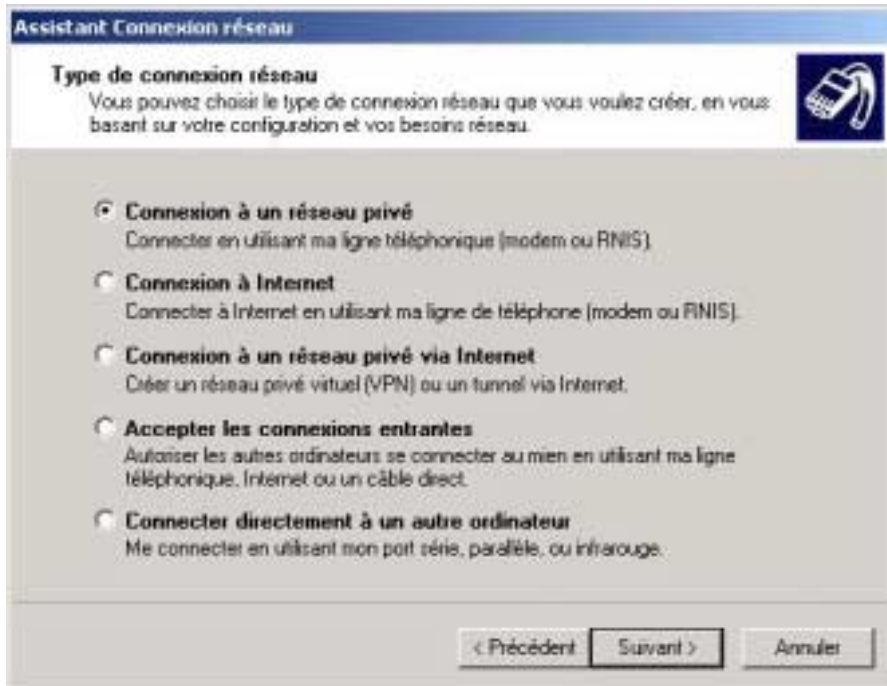 Assistant Connexion réseau
Type de connexion réseau
Vous pouvez choisir le type de connexion réseau que vous voulez créer, en vous
basant sur votre configuration et vos besoins réseau.
Connexion à un réseau privé
Connecter en utilisant ma ligne téléphonique (modem ou RNIS).
Connexion à Internet
Connecter à Internet en utilisant ma ligne de téléphone (modem ou RNIS).
Connexion à un réseau privé via Internet
Créer un réseau privé virtuel (VPN) ou un tunnel via Internet.
Accepter les connexions entrantes
Autoriser les autres ordinateurs se connecter au mien en utilisant ma ligne
téléphonique, Internet ou un câble direct.
Connecter directement à un autre ordinateur
Me connecter en utilisant mon port série, parallèle, ou infrarouge.
< Précédent Suivant > Annuler